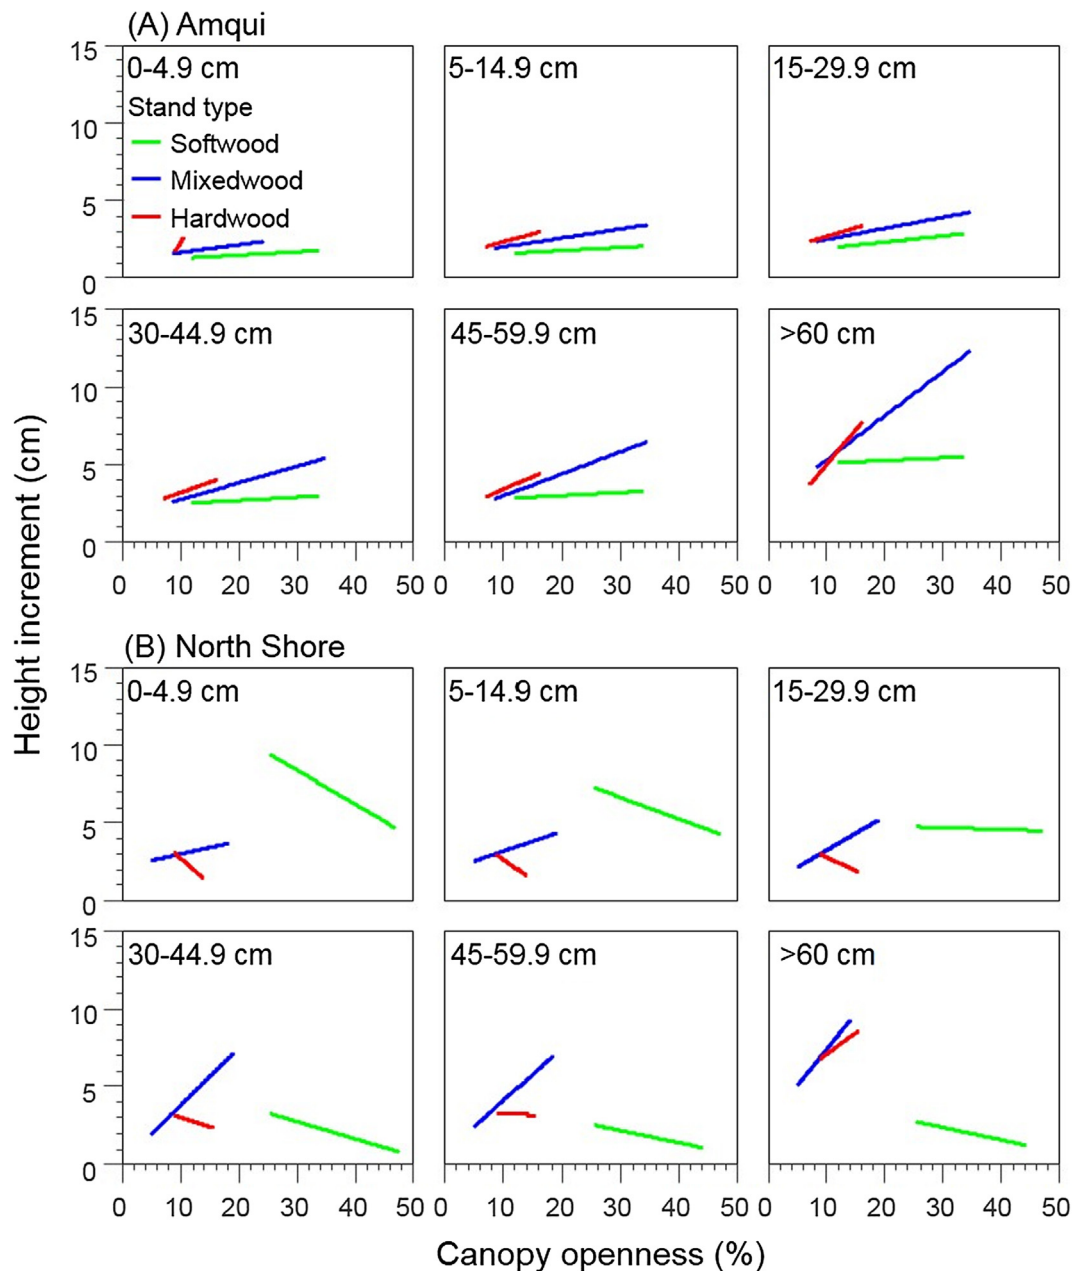 (A) Amqui
0-4.9 cm
5-14.9 cm
15-29.9 cm
Stand type
Softwood
Mixedwood
Hardwood
15
10
5
0
30-44.9 cm
45-59.9 cm
>60 cm
15
10
5
0
0 10 20 30 40 50
0 10 20 30 40 50
0 10 20 30 40 50
Height increment (cm)
(B) North Shore
0-4.9 cm
5-14.9 cm
15-29.9 cm
15
10
5
0
30-44.9 cm
45-59.9 cm
>60 cm
15
10
5
0
0 10 20 30 40 50
0 10 20 30 40 50
0 10 20 30 40 50
Canopy openness (%)